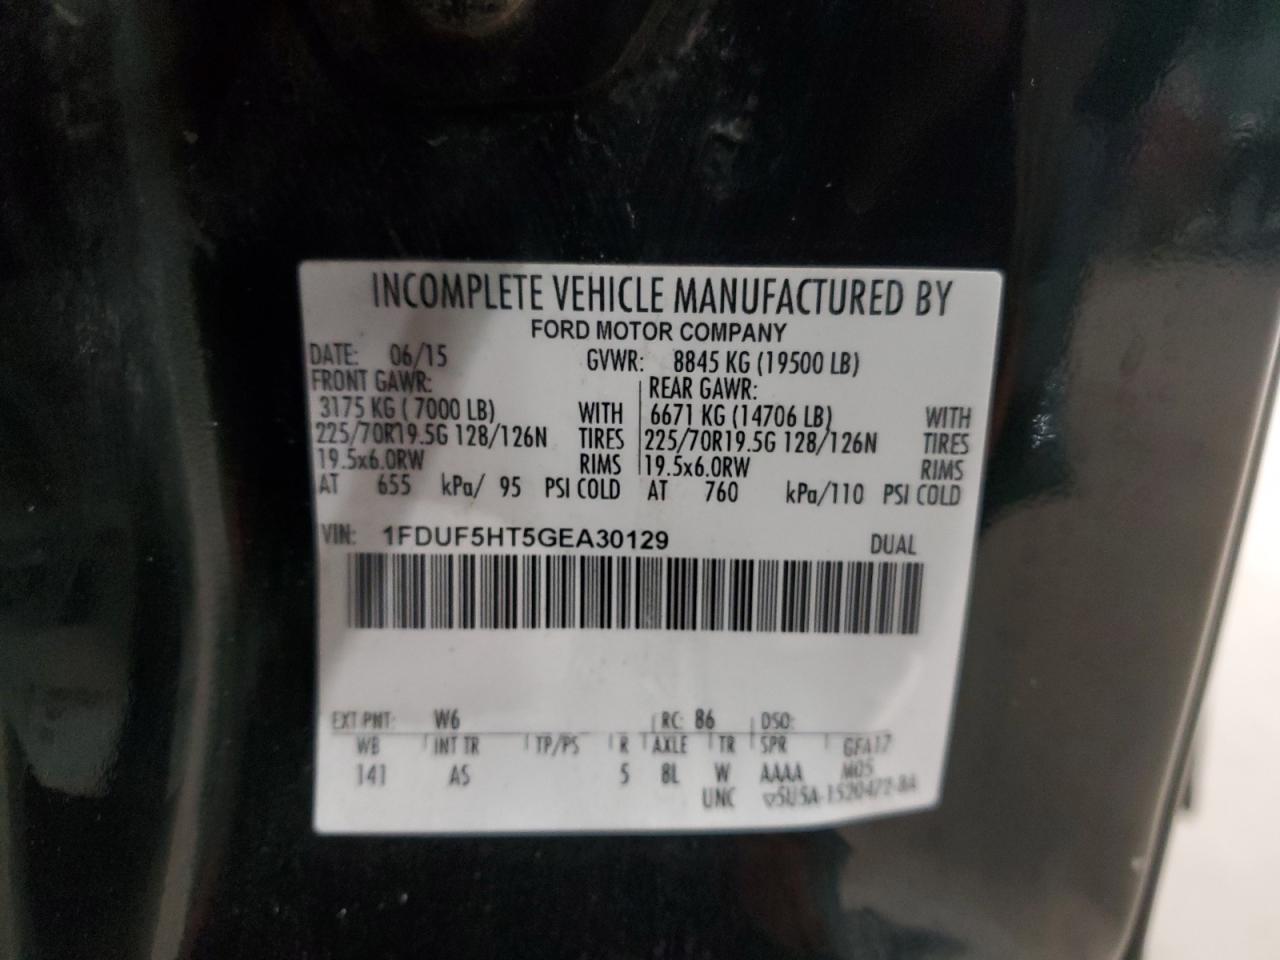 INCOMPLETE VEHICLE MANUFACTURED BY
FORD MOTOR COMPANY
DATE: 06/15 GVWR: 8845 KG (19500 LB)
FRONT GAWR: REAR GAWR:
3175 KG ( 7000 LB) WITH 6671 KG (14706 LB) WITH
225/70R19.5G 128/126N TIRES 225/70R19.5G 128/126N TIRES
19.5x6.0RW RIMS 19.5x6.0RW RIMS
AT 655 kPa/ 95 PSI COLD AT 760 kPa/110 PSI COLD
VIN: 1FDUF5HT5GEA30129 DUAL
EXT PNT: W6 RC: 86 DSO:
WB INT TR TP/PS R AXLE TR SPR GFA17
141 AS 5 8L W AAAA M05
UNC ▽5U5A-1520472-BA